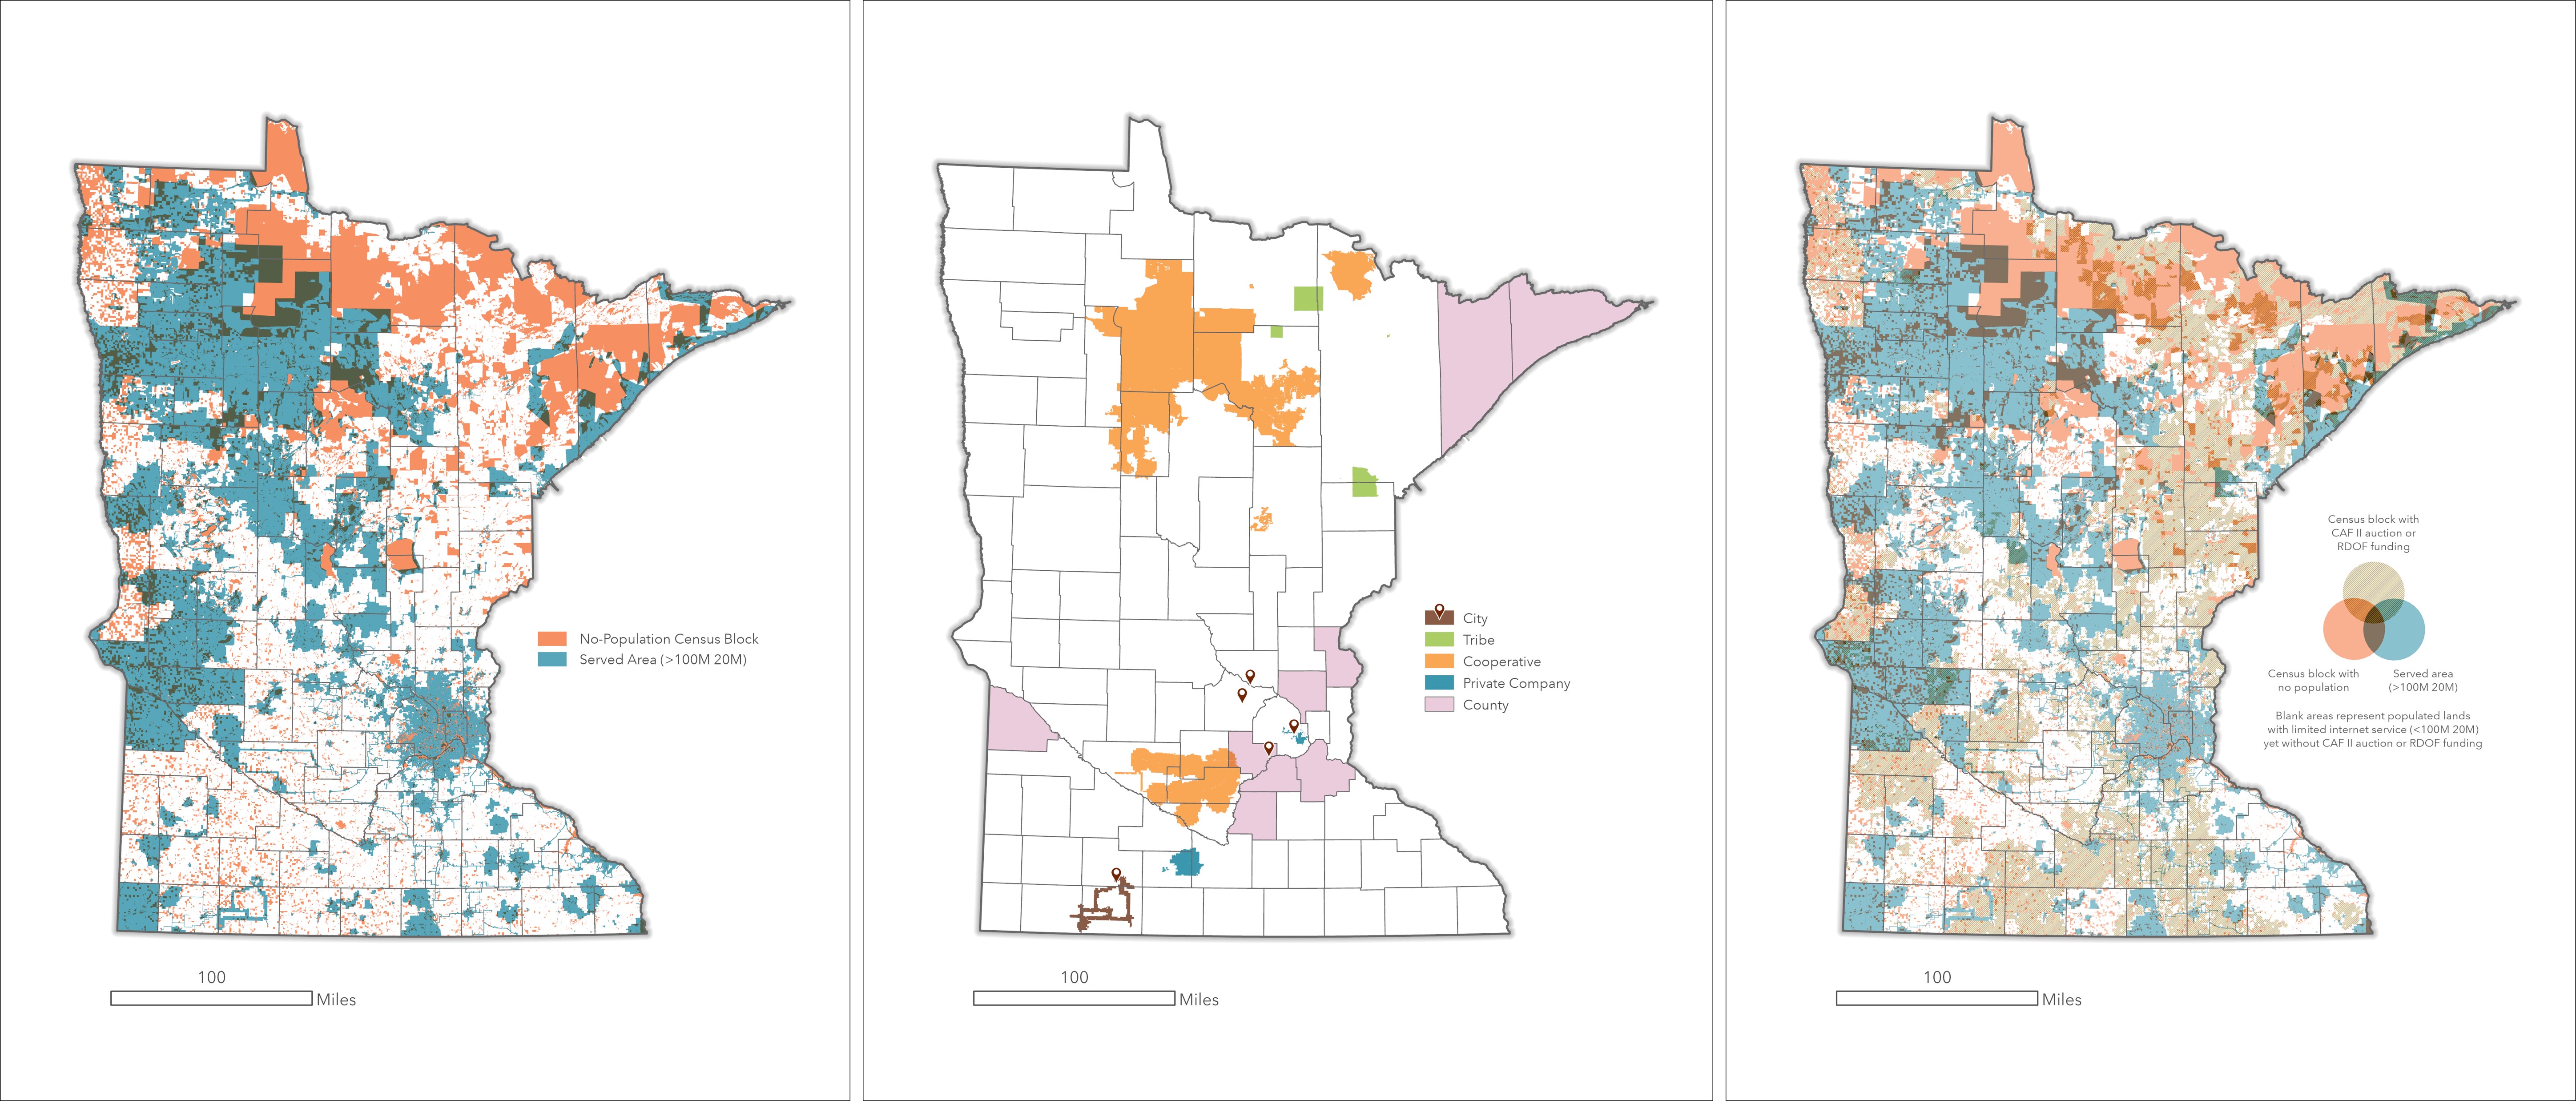 No-Population Census Block
Served Area (>100M 20M)
100
Miles
City
Tribe
Cooperative
Private Company
County
100
Miles
Census block with
CAF II auction or
RDOF funding
Census block with
no population
Served area
(>100M 20M)
Blank areas represent populated lands
with limited internet service (<100M 20M)
yet without CAF II auction or RDOF funding
100
Miles